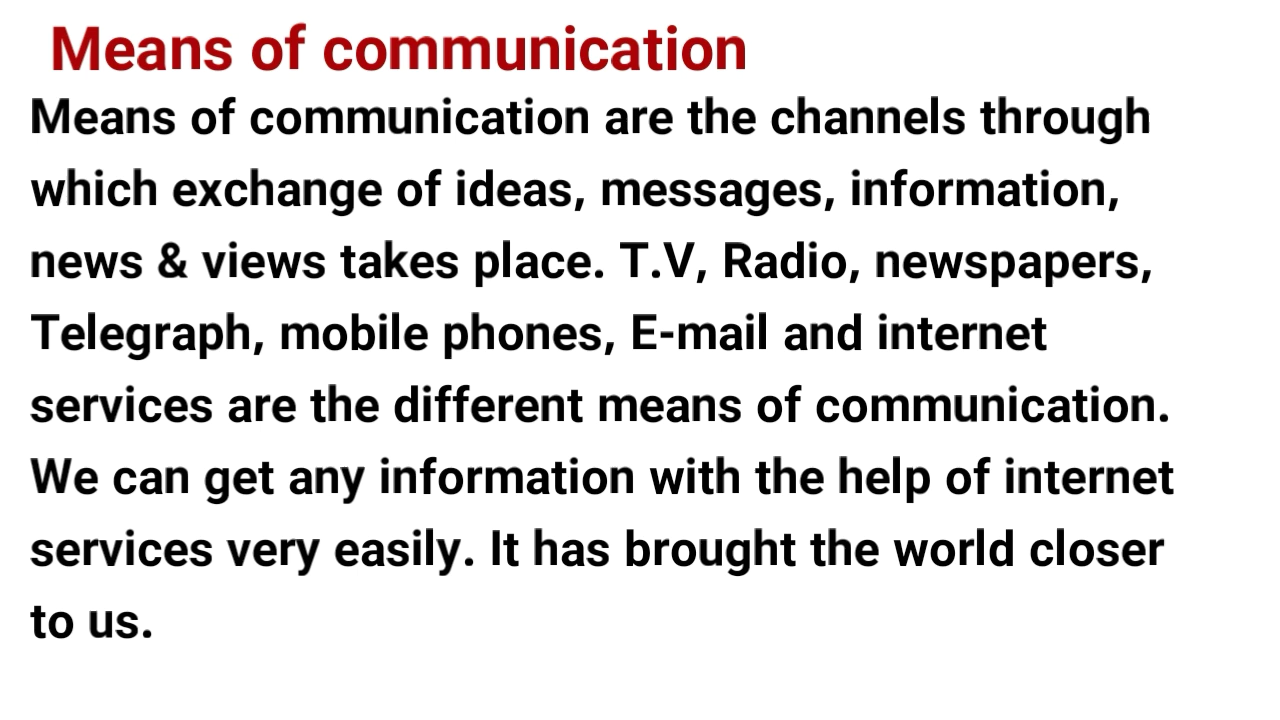 Means of communication
Means of communication are the channels through
which exchange of ideas, messages, information,
news & views takes place. T.V, Radio, newspapers,
Telegraph, mobile phones, E-mail and internet
services are the different means of communication.
We can get any information with the help of internet
services very easily. It has brought the world closer
to us.